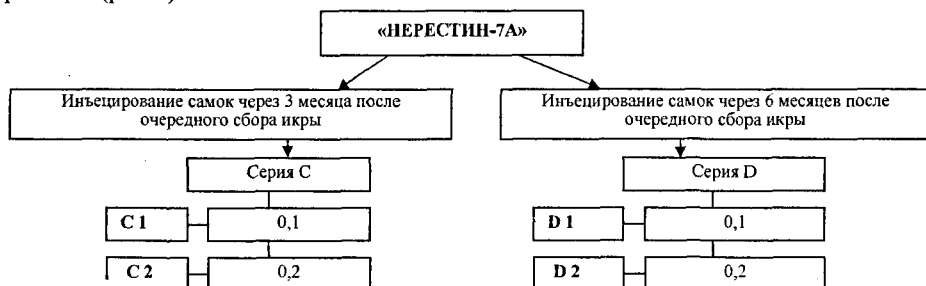 «НЕРЕСТИН-7А»
Инъецирование самок через 3 месяца после
очередного сбора икры
Инъецирование самок через 6 месяцев после
очередного сбора икры
Серия С
Серия D
С 1
0,1
D 1
0,1
С 2
0,2
D 2
0,2